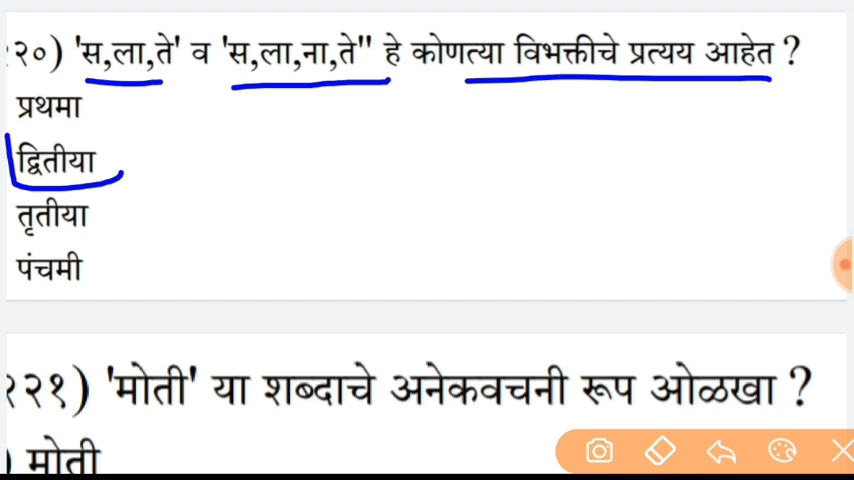 २०) 'स,ला,ते' व 'स,ला,ना,ते" हे कोणत्या विभक्तीचे प्रत्यय आहेत ?
प्रथमा
द्वितीया
तृतीया
पंचमी
२२१) 'मोती' या शब्दाचे अनेकवचनी रूप ओळखा ?
) मोती